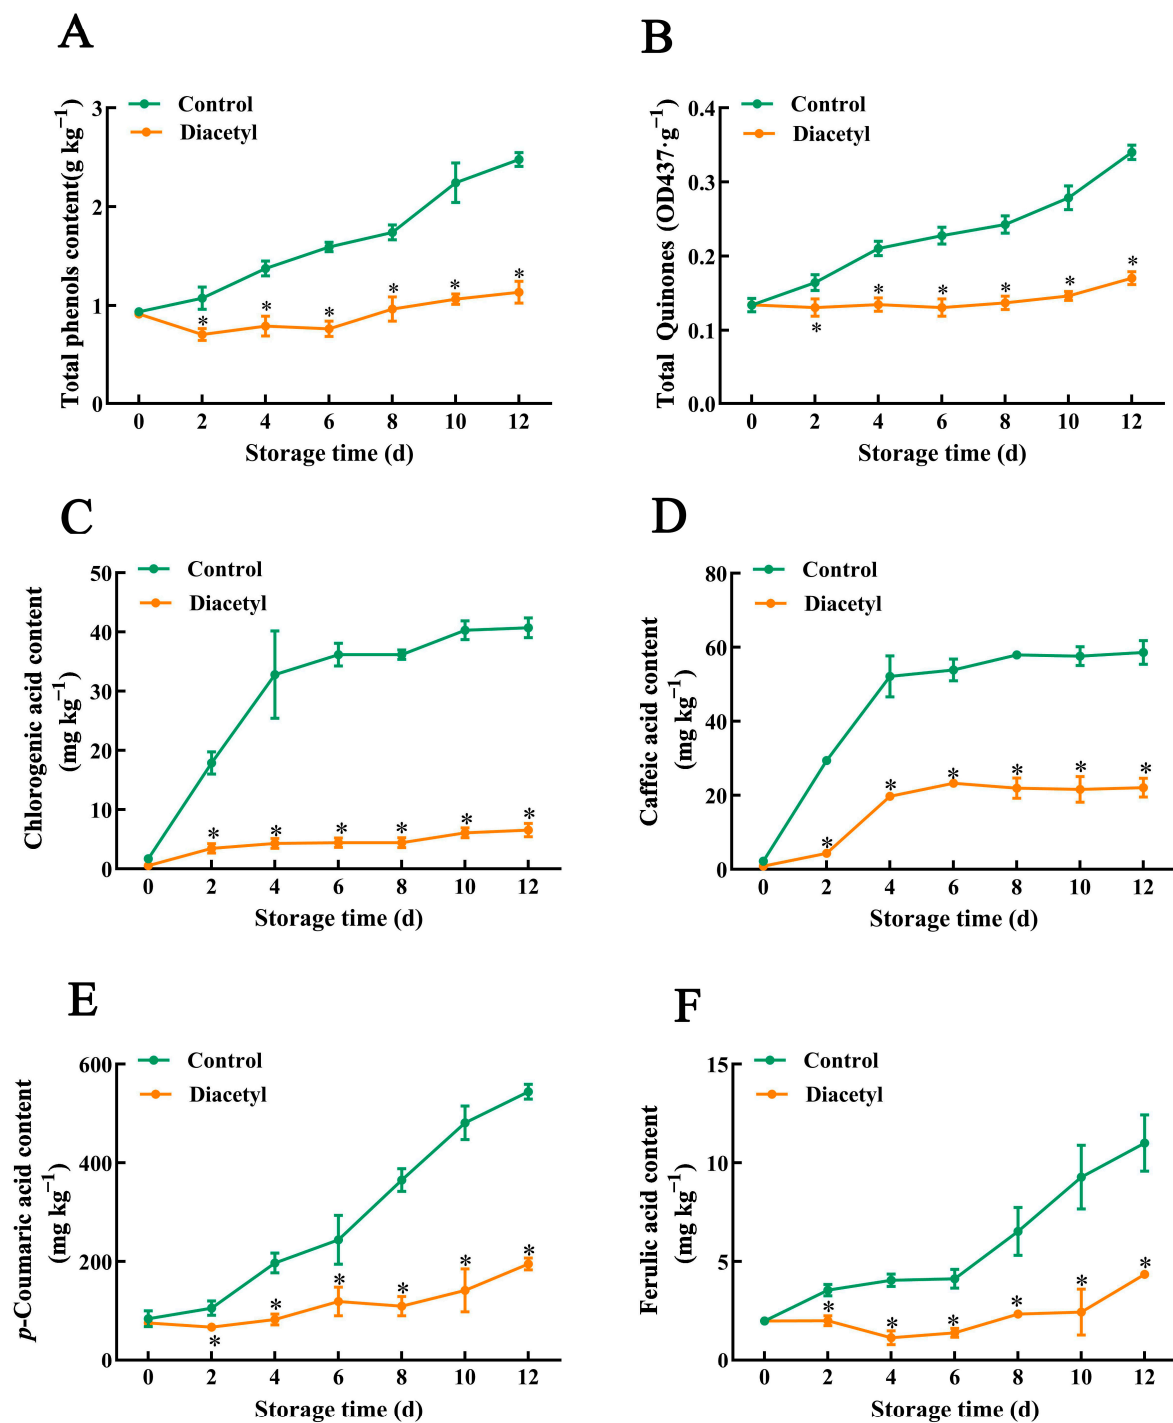 A
Total phenols content(g kg⁻¹)
3
2
1
0
Control
Diacetyl
*
*
*
*
*
*
0 2 4 6 8 10 12
Storage time (d)
B
Total Quinones (OD437·g⁻¹)
0.4
0.3
0.2
0.1
0.0
Control
Diacetyl
*
*
*
*
*
*
0 2 4 6 8 10 12
Storage time (d)
C
Chlorogenic acid content
(mg kg⁻¹)
50
40
30
20
10
0
Control
Diacetyl
*
*
*
*
*
*
0 2 4 6 8 10 12
Storage time (d)
D
Caffeic acid content
(mg kg⁻¹)
80
60
40
20
0
Control
Diacetyl
*
*
*
*
*
*
0 2 4 6 8 10 12
Storage time (d)
E
p-Coumaric acid content
(mg kg⁻¹)
600
400
200
0
Control
Diacetyl
*
*
*
*
*
*
0 2 4 6 8 10 12
Storage time (d)
F
Ferulic acid content
(mg kg⁻¹)
15
10
5
0
Control
Diacetyl
*
*
*
*
*
*
0 2 4 6 8 10 12
Storage time (d)